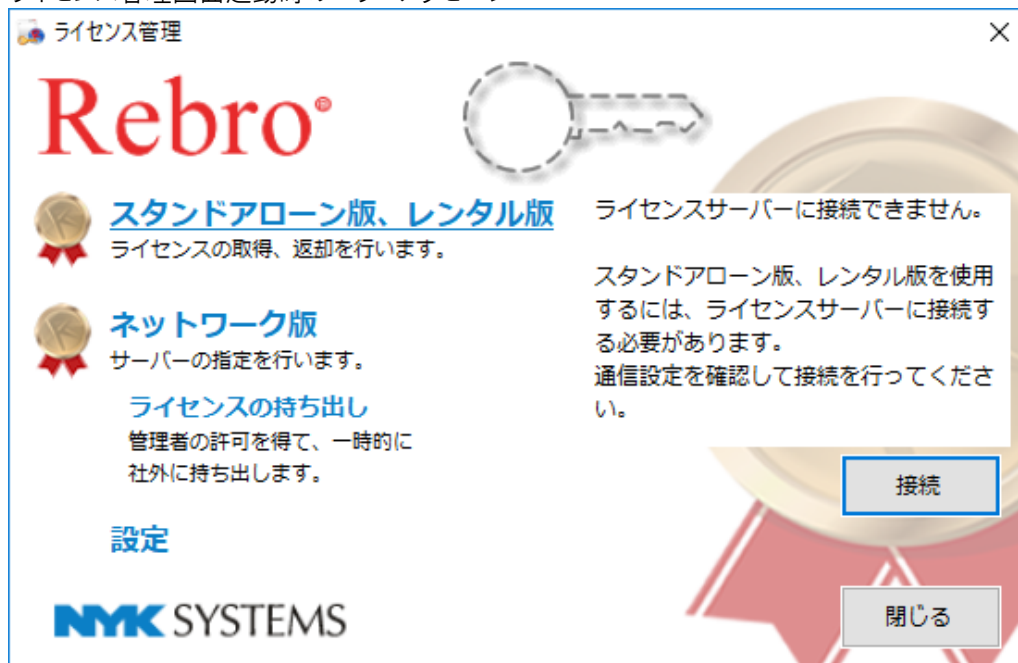 ライセンス管理
Rebro®
スタンドアローン版、レンタル版
ライセンスの取得、返却を行います。
ネットワーク版
サーバーの指定を行います。
ライセンスの持ち出し
管理者の許可を得て、一時的に
社外に持ち出します。
設定
NYK SYSTEMS
ライセンスサーバーに接続できません。
スタンドアローン版、レンタル版を使用
するには、ライセンスサーバーに接続す
る必要があります。
通信設定を確認して接続を行ってくださ
い。
接続
閉じる